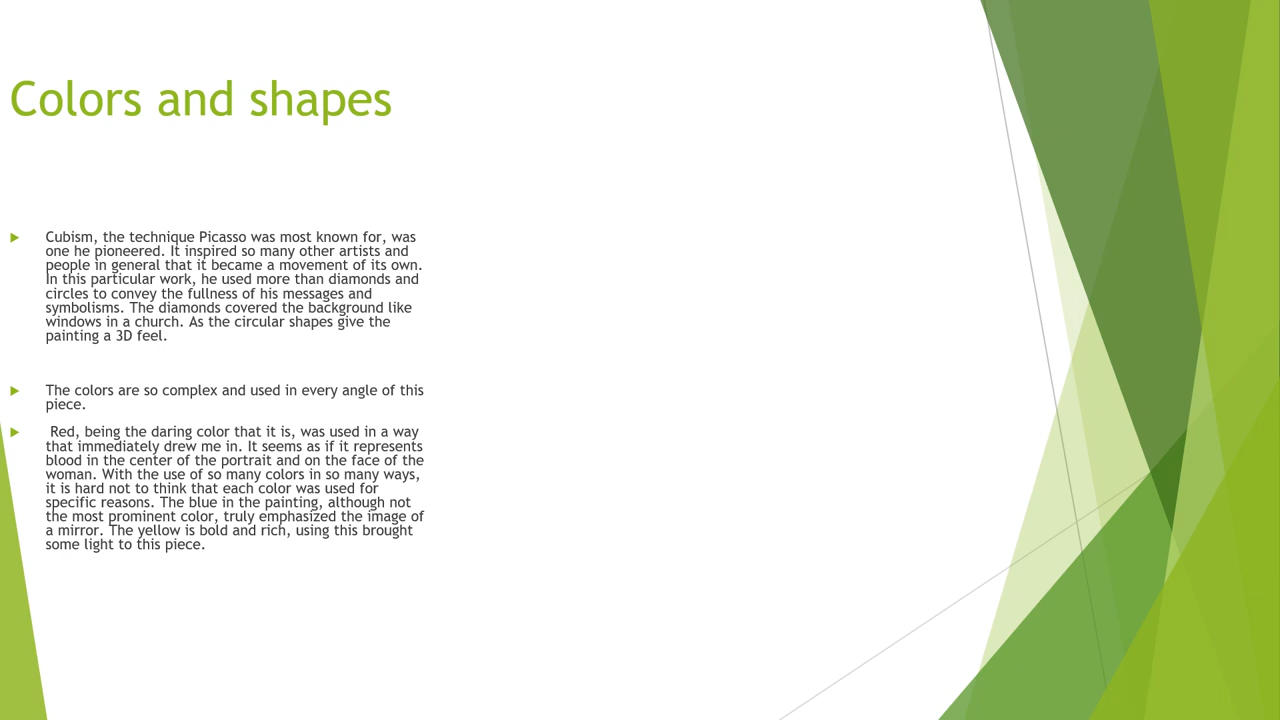 Colors and shapes
Cubism, the technique Picasso was most known for, was
one he pioneered. It inspired so many other artists and
people in general that it became a movement of its own.
In this particular work, he used more than diamonds and
circles to convey the fullness of his messages and
symbolisms. The diamonds covered the background like
windows in a church. As the circular shapes give the
painting a 3D feel.
The colors are so complex and used in every angle of this
piece.
Red, being the daring color that it is, was used in a way
that immediately drew me in. It seems as if it represents
blood in the center of the portrait and on the face of the
woman. With the use of so many colors in so many ways,
it is hard not to think that each color was used for
specific reasons. The blue in the painting, although not
the most prominent color, truly emphasized the image of
a mirror. The yellow is bold and rich, using this brought
some light to this piece.